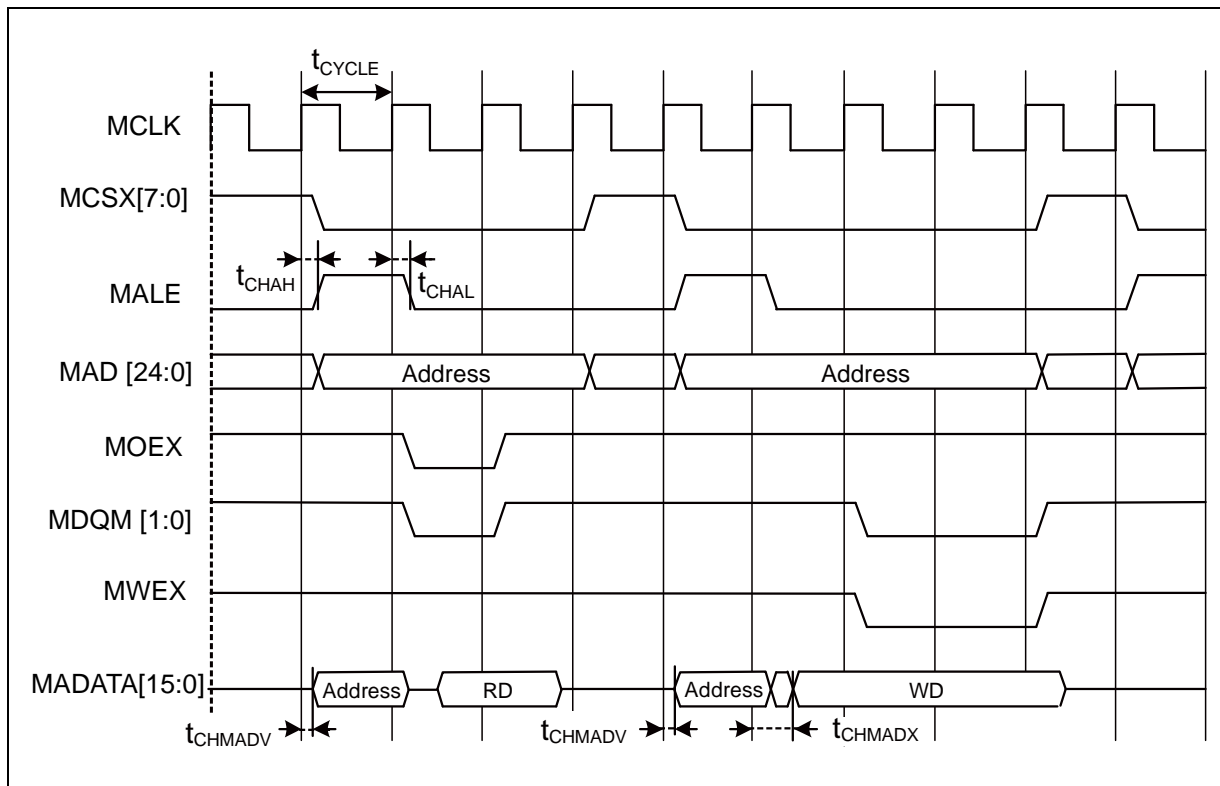 tCYCLE
MCLK
MCSX[7:0]
tCHAH
tCHAL
MALE
MAD [24:0]
Address
Address
MOEX
MDQM [1:0]
MWEX
MADATA[15:0]
Address
RD
Address
WD
tCHMADV
tCHMADV
tCHMADX